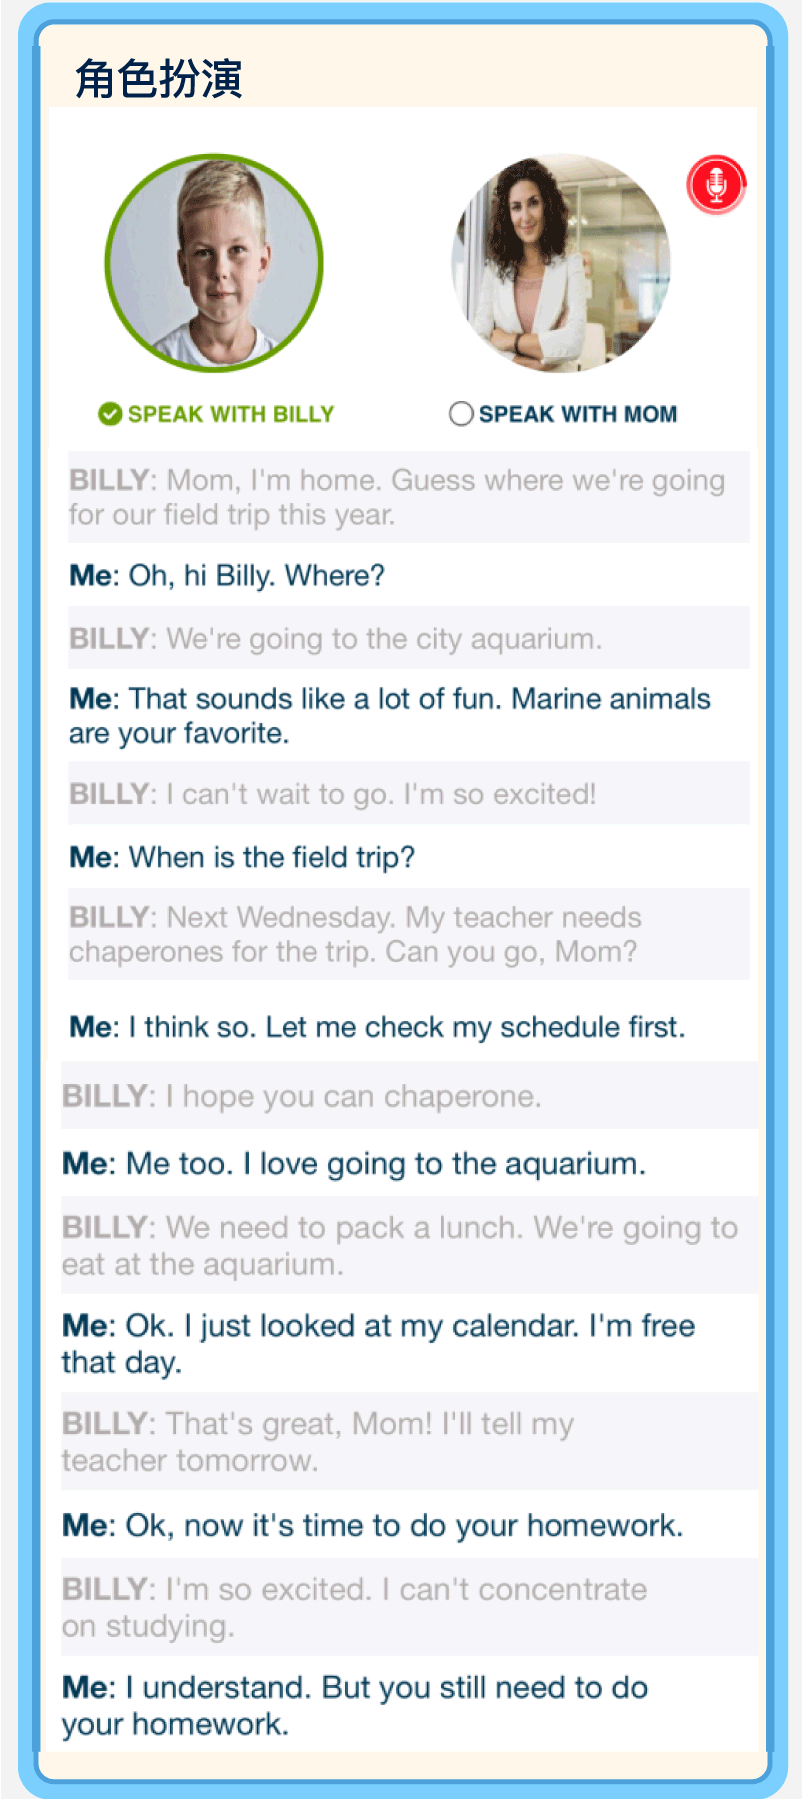 角色扮演
SPEAK WITH BILLY
SPEAK WITH MOM
BILLY: Mom, I'm home. Guess where we're going
for our field trip this year.
Me: Oh, hi Billy. Where?
BILLY: We're going to the city aquarium.
Me: That sounds like a lot of fun. Marine animals
are your favorite.
BILLY: I can't wait to go. I'm so excited!
Me: When is the field trip?
BILLY: Next Wednesday. My teacher needs
chaperones for the trip. Can you go, Mom?
Me: I think so. Let me check my schedule first.
BILLY: I hope you can chaperone.
Me: Me too. I love going to the aquarium.
BILLY: We need to pack a lunch. We're going to
eat at the aquarium.
Me: Ok. I just looked at my calendar. I'm free
that day.
BILLY: That's great, Mom! I'll tell my
teacher tomorrow.
Me: Ok, now it's time to do your homework.
BILLY: I'm so excited. I can't concentrate
on studying.
Me: I understand. But you still need to do
your homework.